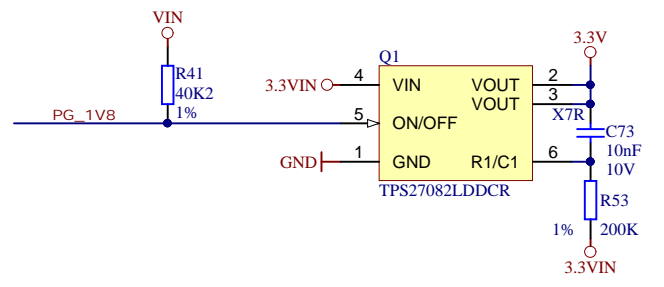 VIN
3.3V
Q1
R41
40K2
1%
3.3VIN
4
VIN
VOUT
2
VOUT
3
PG_1V8
5
ON/OFF
X7R
C73
10nF
10V
GND
1
GND
R1/C1
6
TPS27082LDDCR
R53
1%
200K
3.3VIN